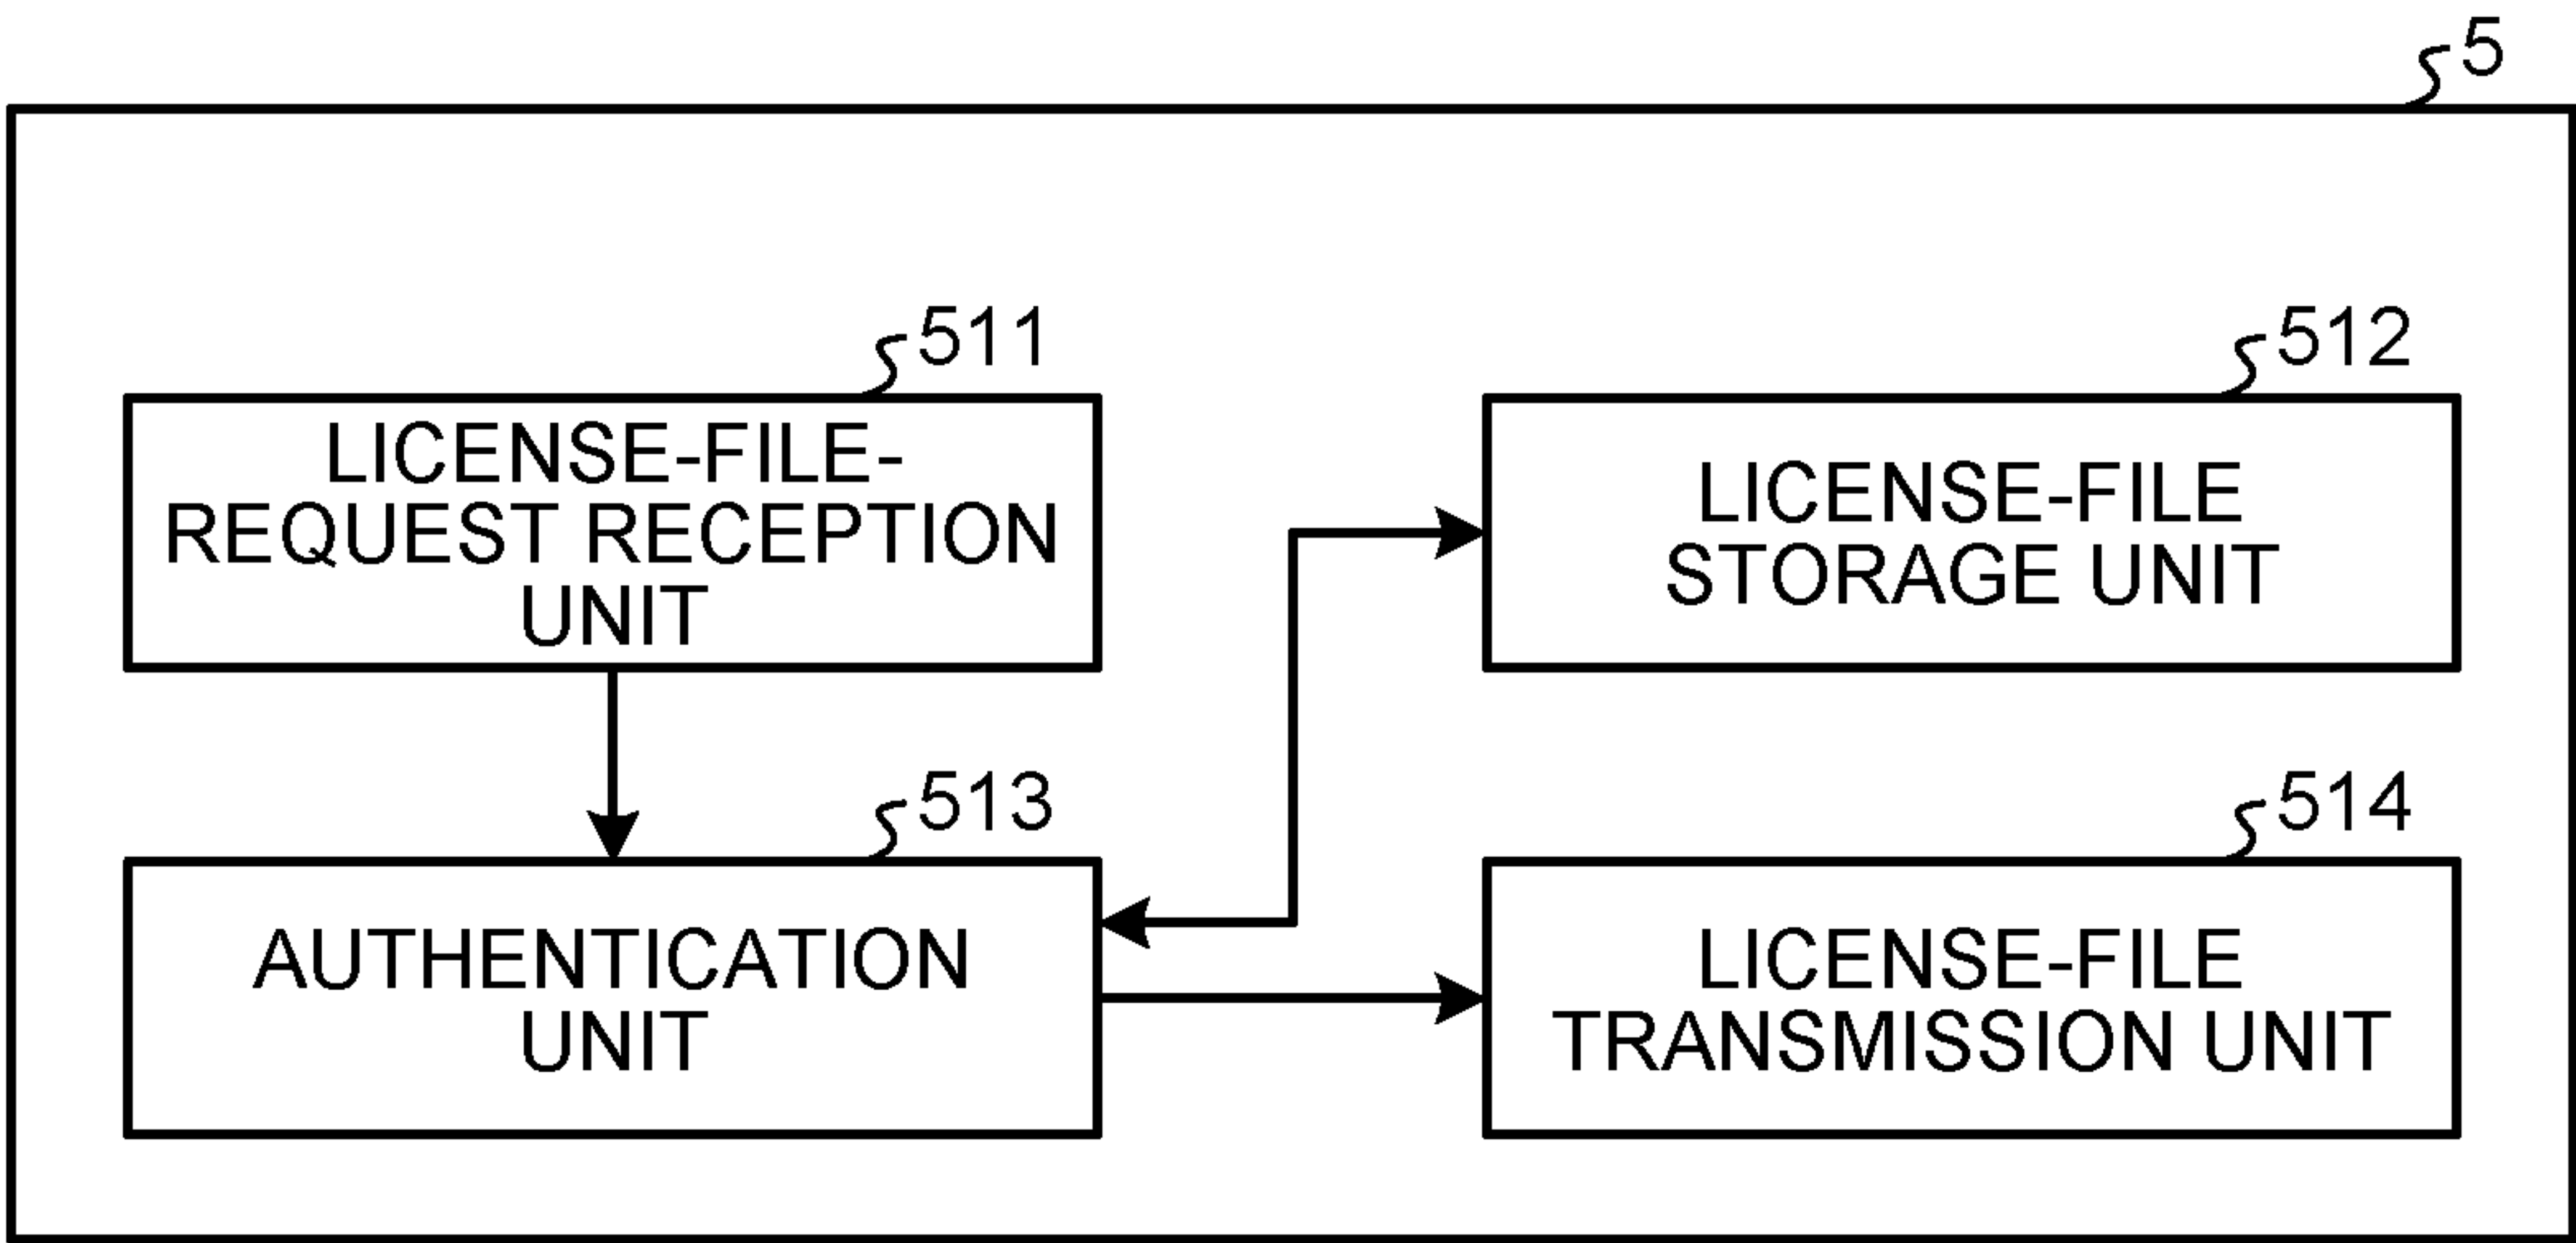 5
511
LICENSE-FILE-
REQUEST RECEPTION
UNIT
512
LICENSE-FILE
STORAGE UNIT
513
AUTHENTICATION
UNIT
514
LICENSE-FILE
TRANSMISSION UNIT